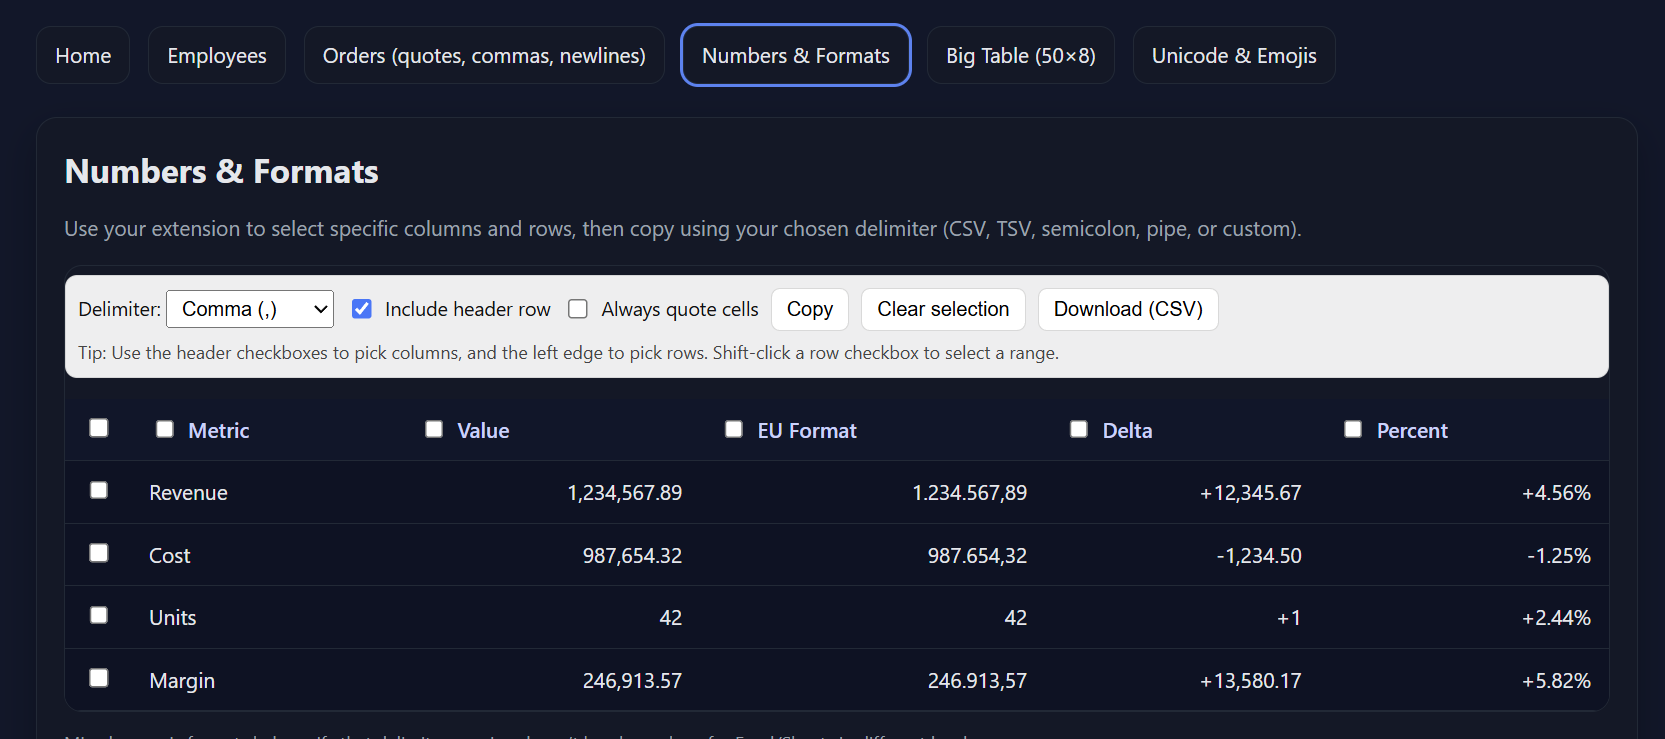 Home Employees Orders (quotes, commas, newlines) Numbers & Formats Big Table (50×8) Unicode & Emojis
Numbers & Formats
Use your extension to select specific columns and rows, then copy using your chosen delimiter (CSV, TSV, semicolon, pipe, or custom).
Delimiter: Comma (,) Include header row Always quote cells Copy Clear selection Download (CSV)
Tip: Use the header checkboxes to pick columns, and the left edge to pick rows. Shift-click a row checkbox to select a range.
Metric Value EU Format Delta Percent
Revenue 1,234,567.89 1.234.567,89 +12,345.67 +4.56%
Cost 987,654.32 987.654,32 -1,234.50 -1.25%
Units 42 42 +1 +2.44%
Margin 246,913.57 246.913,57 +13,580.17 +5.82%